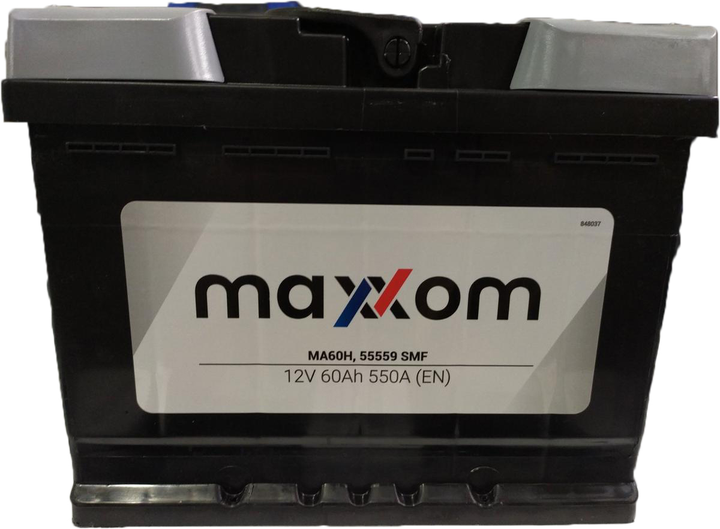 848037
maxxom
MA60H, 55559 SMF
12V 60Ah 550A (EN)